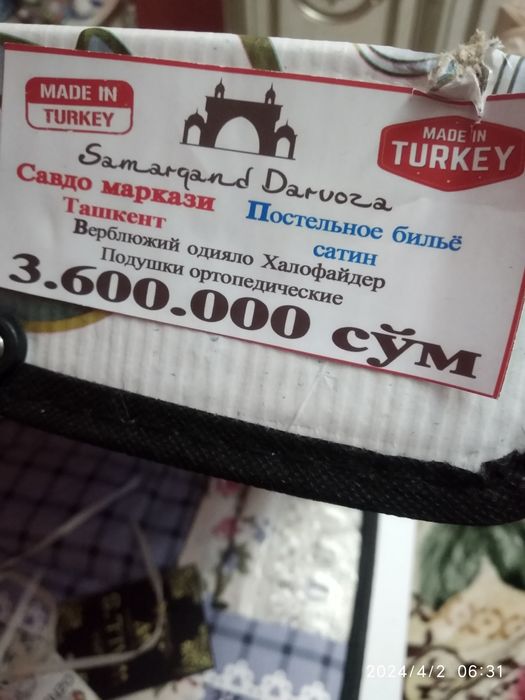 MADE IN
TURKEY
MADE IN
TURKEY
Samarqand Darvoza
Савдо маркази
Ташкент
Постельное бильё
сатин
Верблюжий одияло Халофайдер
Подушки ортопедические
3.600.000 сўм
2024/4/2 06:31